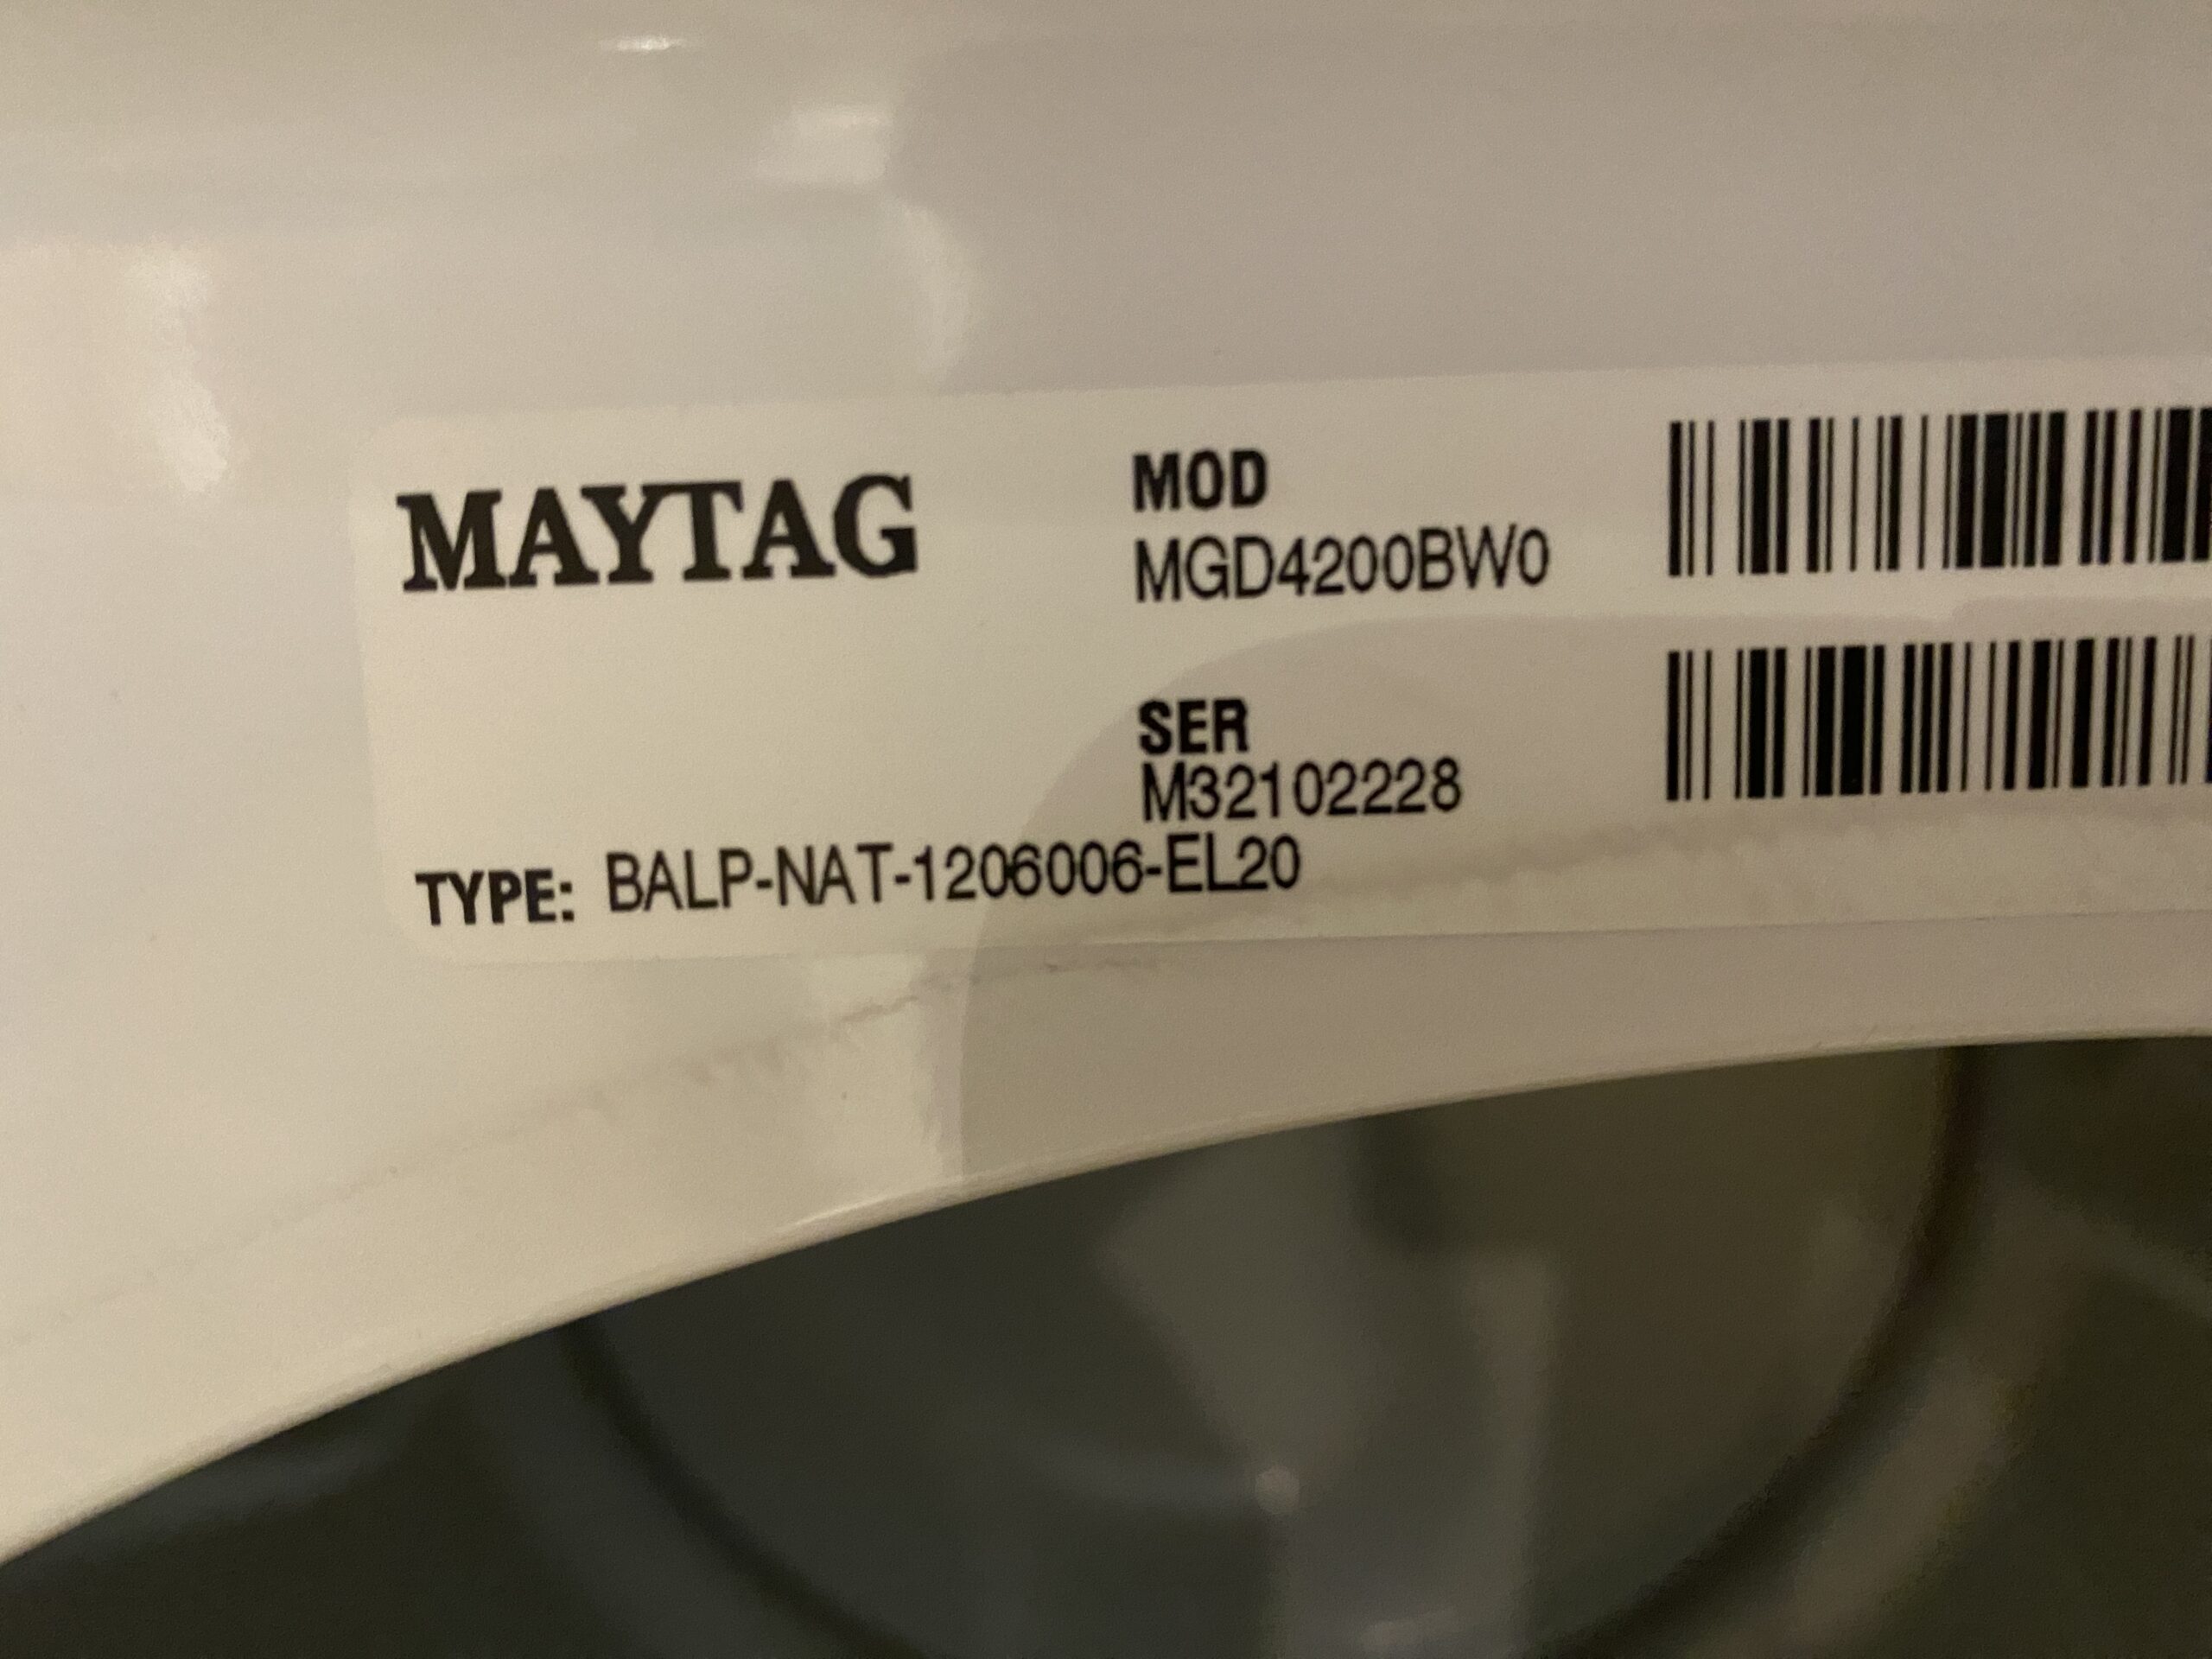 MAYTAG
MOD
MGD4200BW0
SER
M32102228
TYPE: BALP-NAT-1206006-EL20